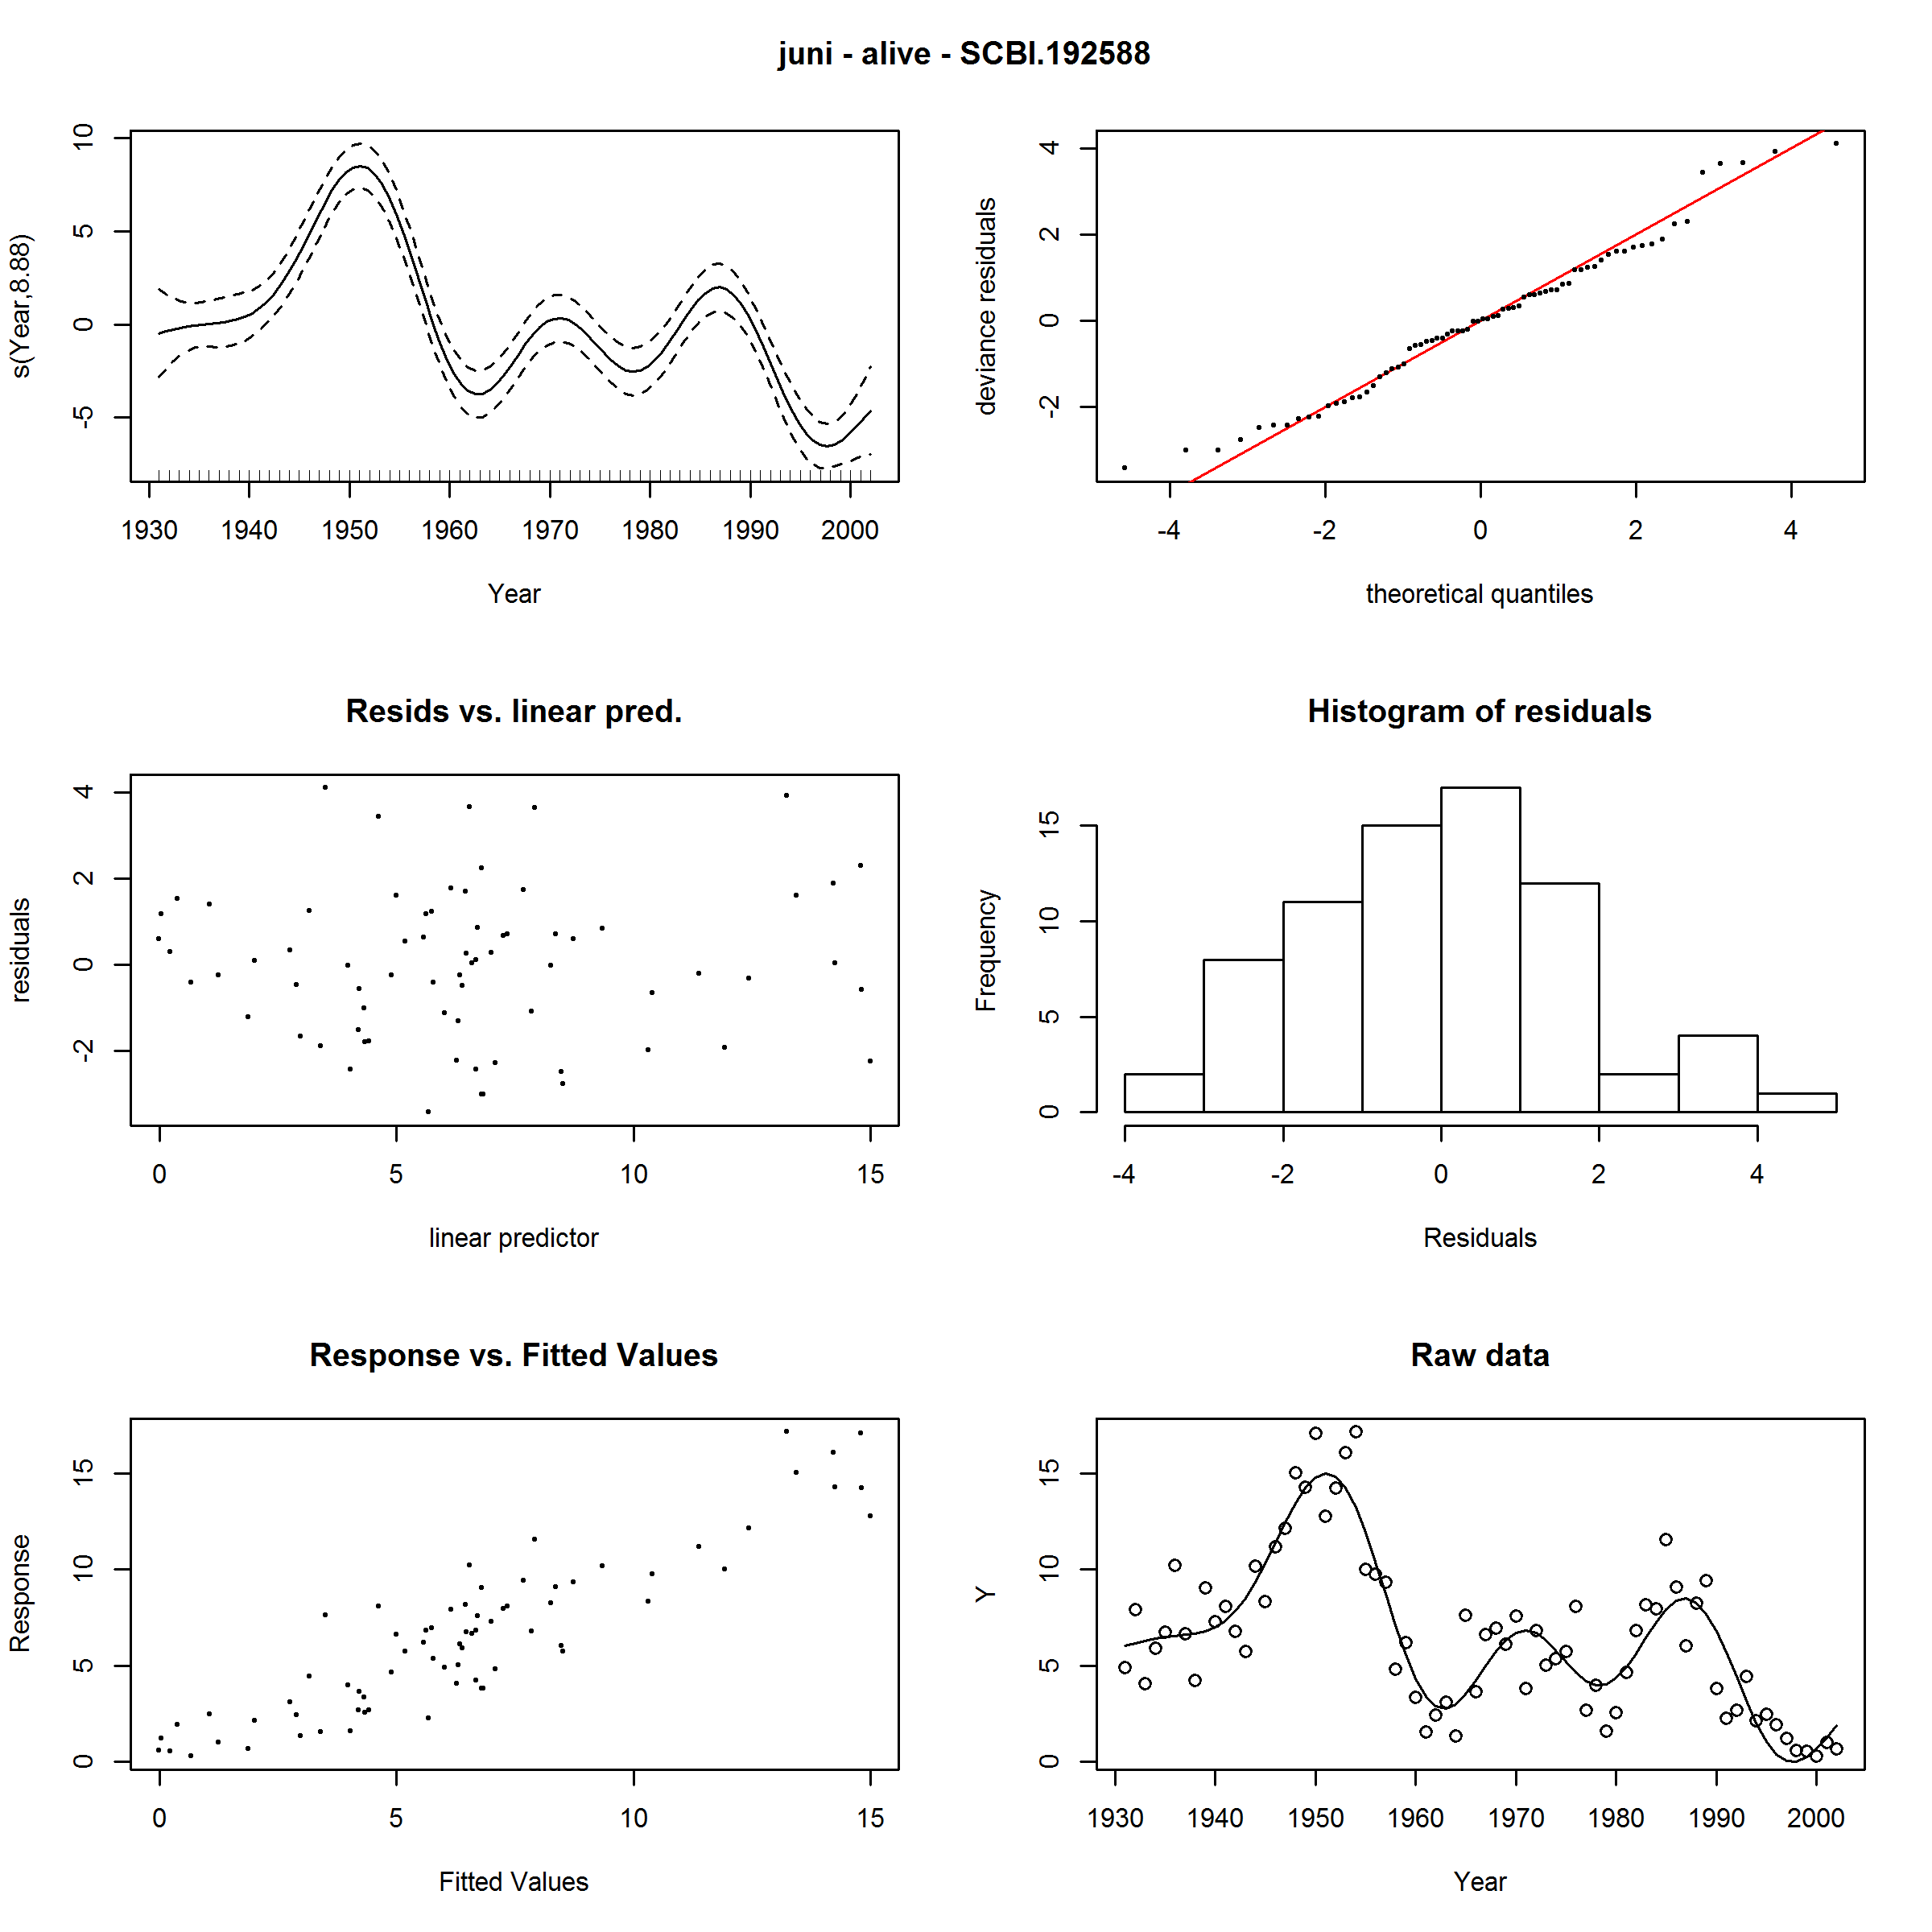 juni - alive - SCBI.192588
s(Year,8.88)
10
5
0
-5
1930 1940 1950 1960 1970 1980 1990 2000
Year
deviance residuals
4
2
0
-2
-4 -2 0 2 4
theoretical quantiles
Resids vs. linear pred.
residuals
4
2
0
-2
0 5 10 15
linear predictor
Histogram of residuals
Frequency
15
10
5
0
-4 -2 0 2 4
Residuals
Response vs. Fitted Values
Response
15
10
5
0
0 5 10 15
Fitted Values
Raw data
Y
15
10
5
0
1930 1940 1950 1960 1970 1980 1990 2000
Year